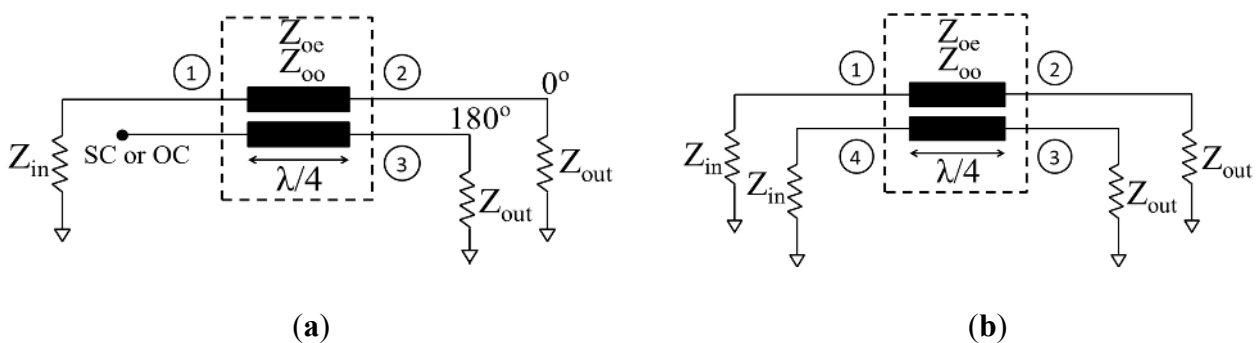 Z_oe
Z_oo
1
2
0°
180°
SC or OC
Z_in
λ/4
3
Z_out
Z_out
(a)
Z_oe
Z_oo
1
2
Z_in
Z_in
4
λ/4
3
Z_out
Z_out
(b)